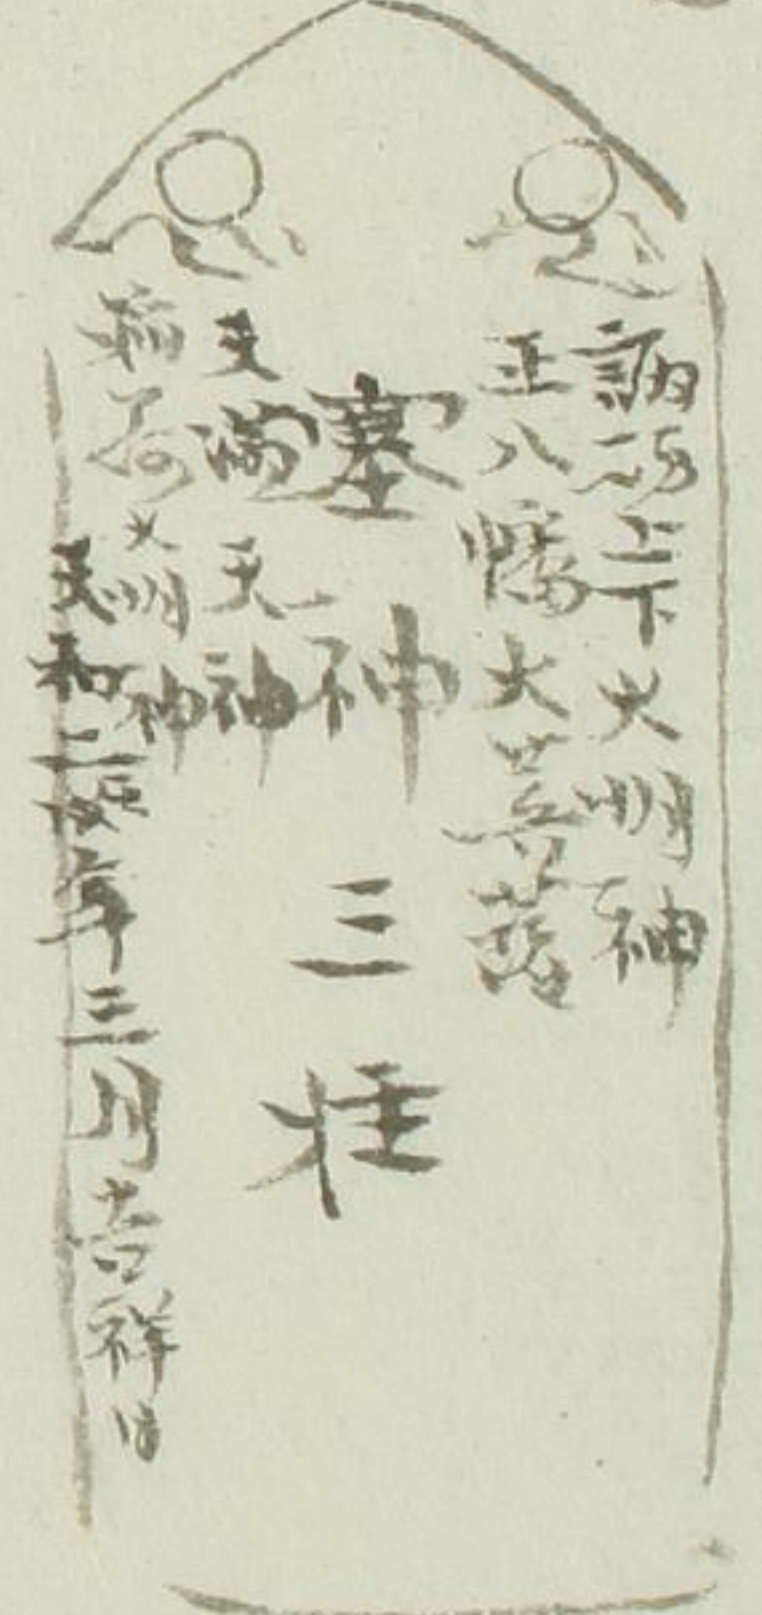 諏訪上下大明神
正八幡大菩薩
塞神三柱
天満天神
稲荷大明神
天和二戌年三月吉祥日